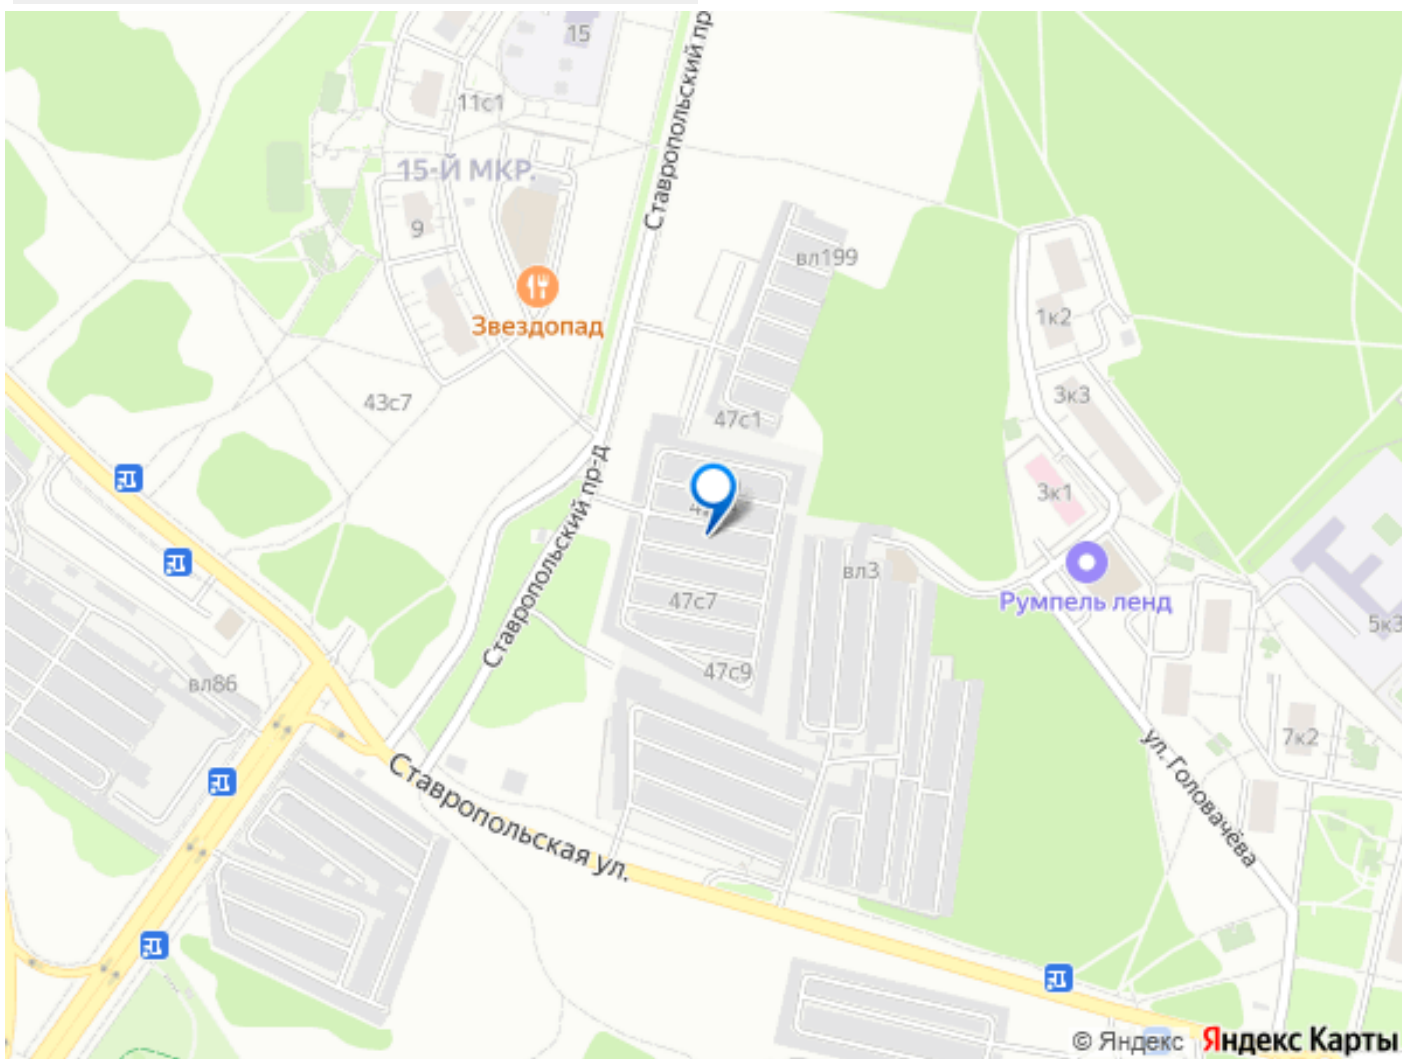 15
Ставропольский пр
11с1
15-Й МКР.
9
вл199
Звездопад
1к2
3к3
43с7
47с1
Ставропольский пр-д
3к1
вл3
Румпель ленд
47с7
5к3
47с9
вл86
7к2
ул. Головачёва
Ставропольская ул.
© Яндекс Яндекс Карты